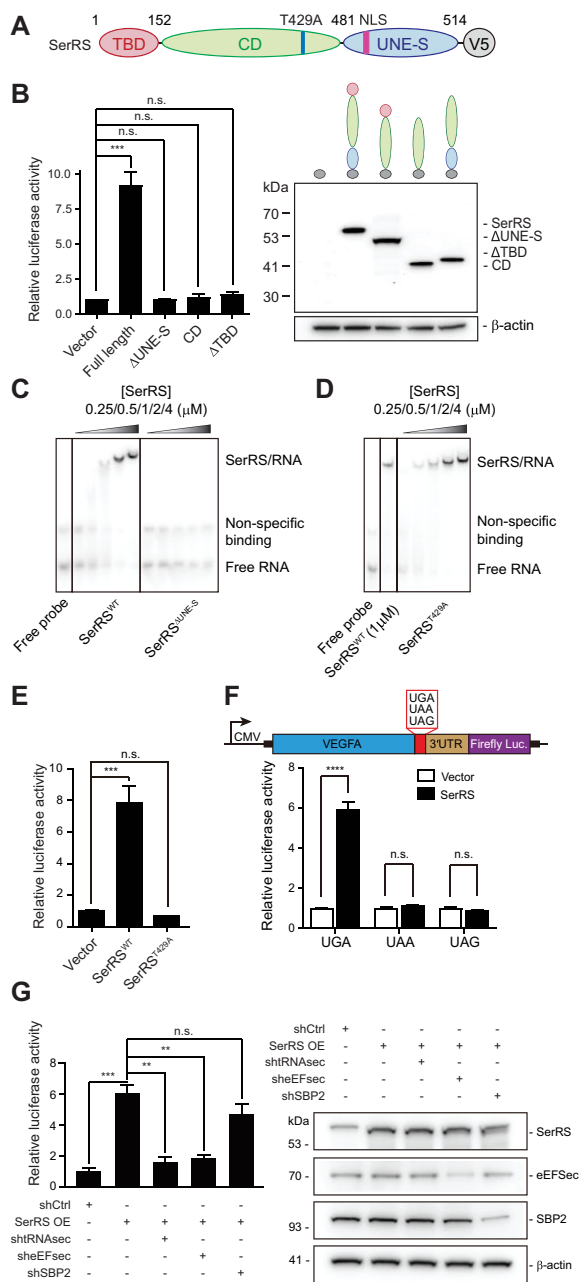 A
1 152 T429A 481 NLS 514
SerRS TBD CD UNE-S V5
B
n.s.
n.s.
n.s.
***
Relative luciferase activity
10.0
7.5
5.0
2.5
0.0
Vector
Full length
ΔUNE-S
CD
ΔTBD
kDa
70 -
53 -
41 -
30 -
- SerRS
- ΔUNE-S
- ΔTBD
- CD
- β-actin
C
[SerRS]
0.25/0.5/1/2/4 (μM)
SerRS/RNA
Non-specific
binding
Free RNA
Free probe
SerRS^WT
SerRS^ΔUNE-S
D
[SerRS]
0.25/0.5/1/2/4 (μM)
SerRS/RNA
Non-specific
binding
Free RNA
Free probe
SerRS^WT (1μM)
SerRS^T429A
E
n.s.
***
Relative luciferase activity
10
8
6
4
2
0
Vector
SerRS^WT
SerRS^T429A
F
UGA
UAA
UAG
CMV VEGFA 3'UTR Firefly Luc.
Vector
SerRS
****
n.s.
n.s.
Relative luciferase activity
8
6
4
2
0
UGA UAA UAG
G
n.s.
**
**
***
Relative luciferase activity
8
6
4
2
0
shCtrl + - - - -
SerRS OE - + + + +
shtRNAsec - - + - -
sheEFsec - - - + -
shSBP2 - - - - +
shCtrl + - - - -
SerRS OE - + + + +
shtRNAsec - - + - -
sheEFsec - - - + -
shSBP2 - - - - +
kDa
53 -
- SerRS
70 -
- eEFSec
93 -
- SBP2
41 -
- β-actin